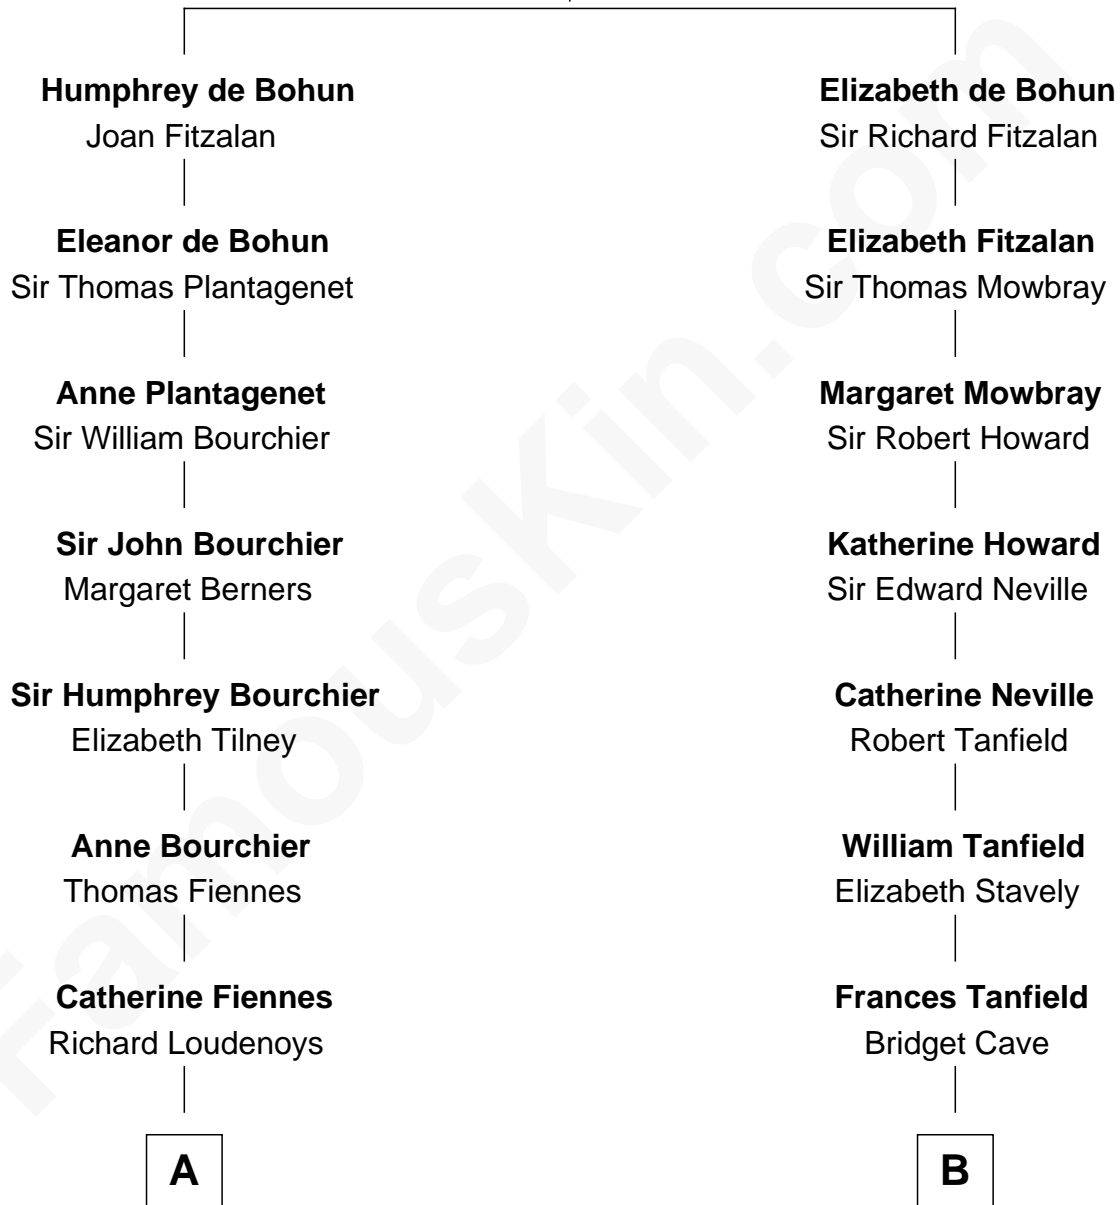 Humphrey de Bohun
Joan Fitzalan
Eleanor de Bohun
Sir Thomas Plantagenet
Anne Plantagenet
Sir William Bourchier
Sir John Bourchier
Margaret Berners
Sir Humphrey Bourchier
Elizabeth Tilney
Anne Bourchier
Thomas Fiennes
Catherine Fiennes
Richard Loudenoys
A
Elizabeth de Bohun
Sir Richard Fitzalan
Elizabeth Fitzalan
Sir Thomas Mowbray
Margaret Mowbray
Sir Robert Howard
Katherine Howard
Sir Edward Neville
Catherine Neville
Robert Tanfield
William Tanfield
Elizabeth Stavely
Frances Tanfield
Bridget Cave
B
FamousKin.com